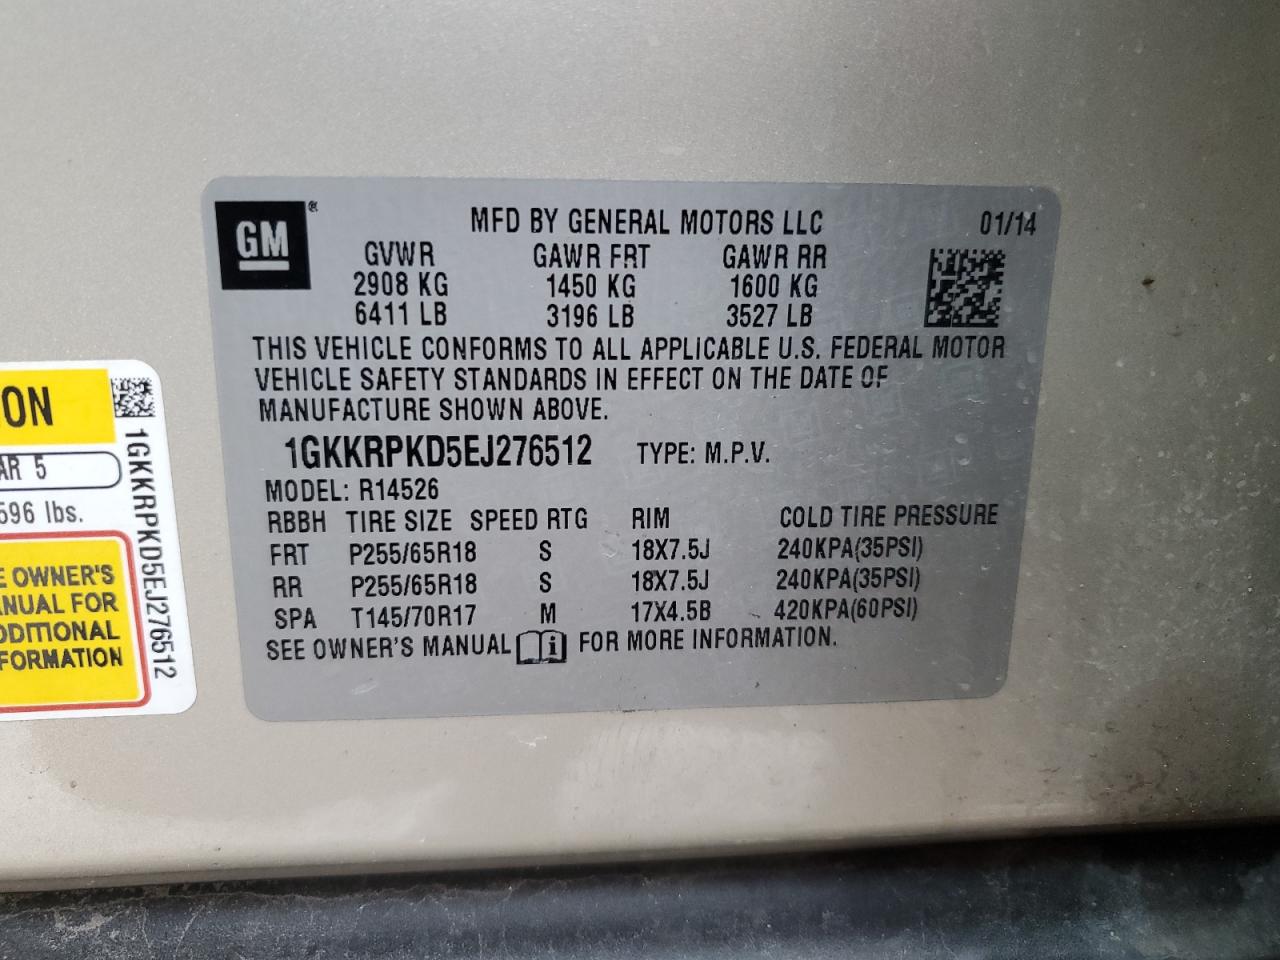 GM®
MFD BY GENERAL MOTORS LLC 01/14
GVWR GAWR FRT GAWR RR
2908 KG 1450 KG 1600 KG
6411 LB 3196 LB 3527 LB
THIS VEHICLE CONFORMS TO ALL APPLICABLE U.S. FEDERAL MOTOR
VEHICLE SAFETY STANDARDS IN EFFECT ON THE DATE OF
MANUFACTURE SHOWN ABOVE.
1GKKRPKD5EJ276512 TYPE: M.P.V.
MODEL: R14526
RBBH TIRE SIZE SPEED RTG RIM COLD TIRE PRESSURE
FRT P255/65R18 S 18X7.5J 240KPA(35PSI)
RR P255/65R18 S 18X7.5J 240KPA(35PSI)
SPA T145/70R17 M 17X4.5B 420KPA(60PSI)
SEE OWNER'S MANUAL i FOR MORE INFORMATION.
ON
AR 5
596 lbs.
E OWNER'S
ANUAL FOR
DDITIONAL
FORMATION
1GKKRPKD5EJ276512